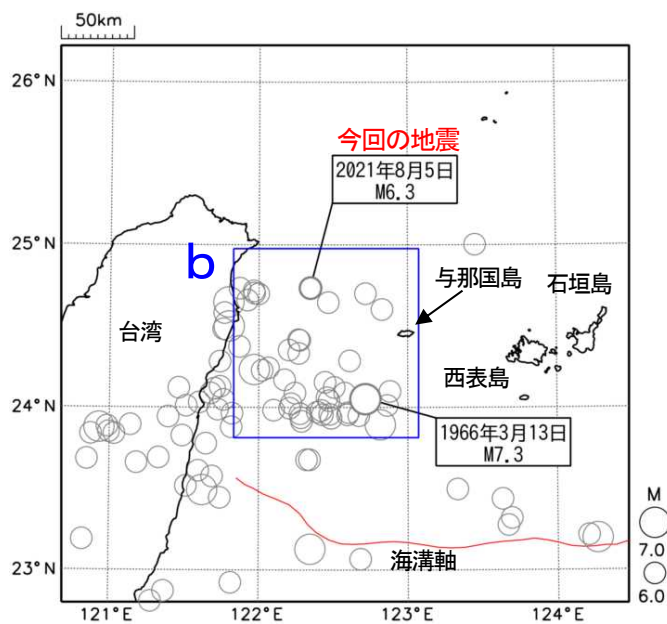 50km
26°N
今回の地震
2021年8月5日
M6.3
25°N
b
与那国島
石垣島
台湾
西表島
24°N
1966年3月13日
M7.3
M
7.0
海溝軸
23°N
6.0
121°E
122°E
123°E
124°E